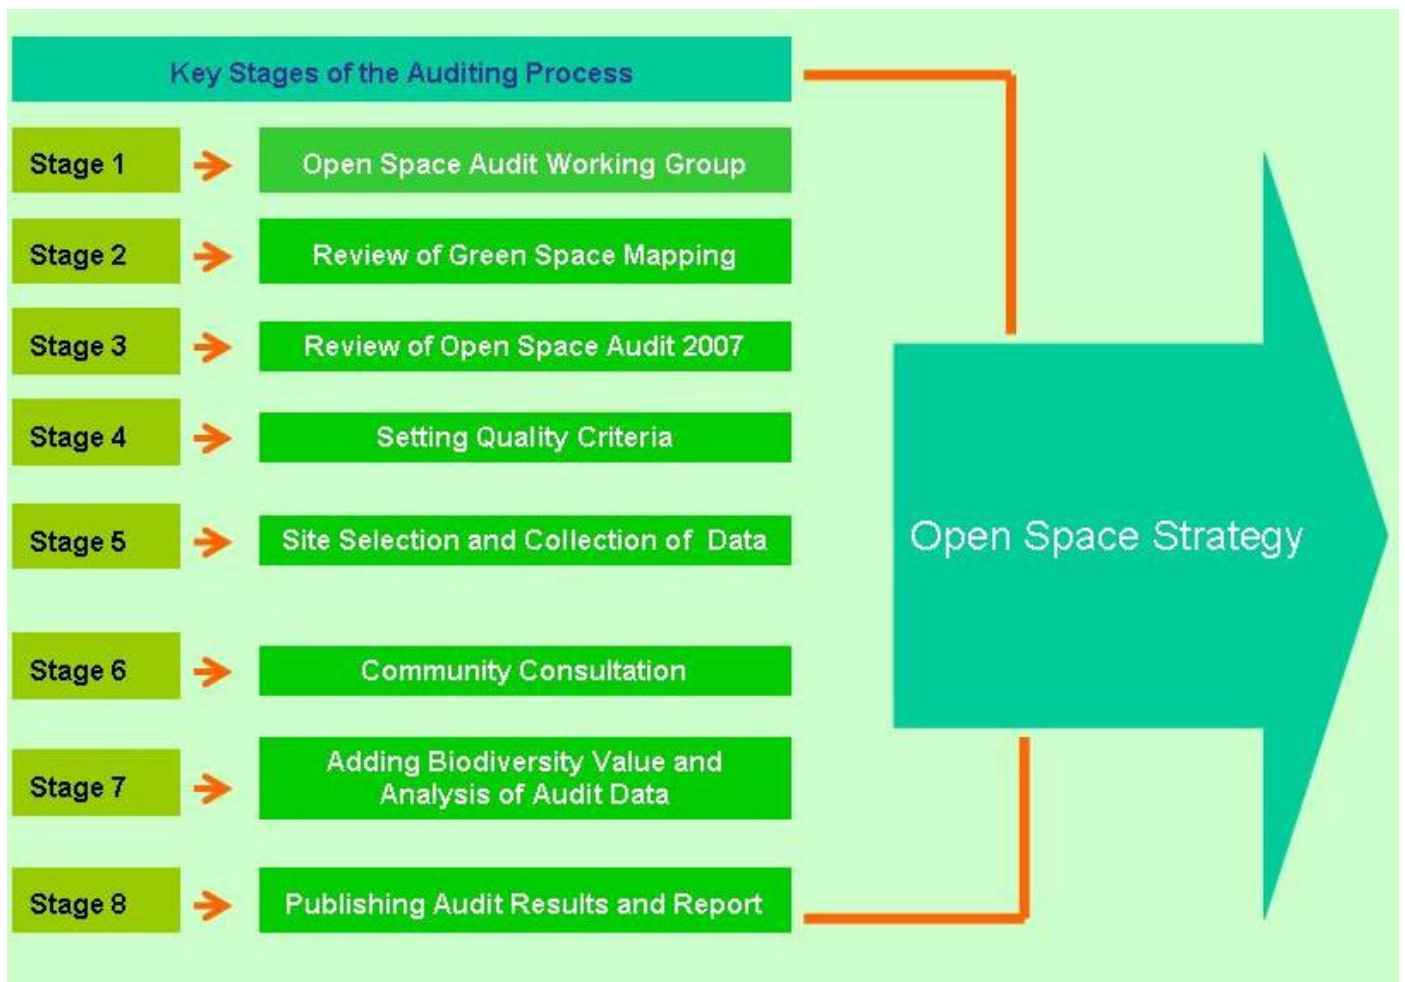 Key Stages of the Auditing Process
Stage 1
Open Space Audit Working Group
Stage 2
Review of Green Space Mapping
Stage 3
Review of Open Space Audit 2007
Stage 4
Setting Quality Criteria
Stage 5
Site Selection and Collection of Data
Stage 6
Community Consultation
Stage 7
Adding Biodiversity Value and
Analysis of Audit Data
Stage 8
Publishing Audit Results and Report
Open Space Strategy